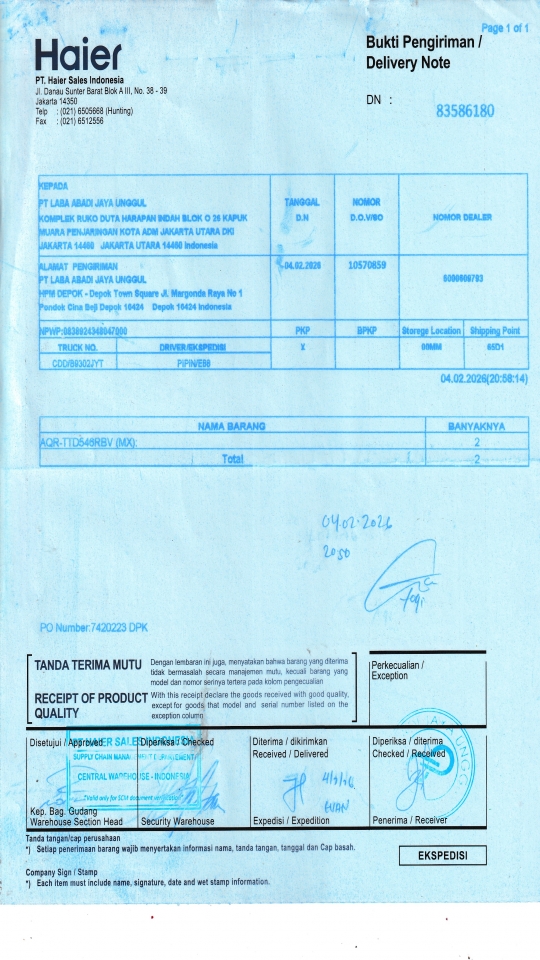 Page 1 of 1
Haier
Bukti Pengiriman /
Delivery Note
PT. Haier Sales Indonesia
Jl. Danau Sunter Barat Blok A III, No. 38 - 39
Jakarta 14350
Telp : (021) 6505668 (Hunting)
Fax : (021) 6512556
DN : 83586180
KEPADA
PT LABA ABADI JAYA UNGGUL
KOMPLEK RUKO DUTA HARAPAN INDAH BLOK O 26 KAPUK
MUARA PENJARINGAN KOTA ADM JAKARTA UTARA DKI
JAKARTA 14460 JAKARTA UTARA 14460 Indonesia
TANGGAL
D.N
NOMOR
D.O.V/BO
NOMOR DEALER
ALAMAT PENGIRIMAN
PT LABA ABADI JAYA UNGGUL
HPM DEPOK - Depok Town Square Jl. Margonda Raya No 1
Pondok Cina Beji Depok 16424 Depok 16424 Indonesia
04.02.2026
10570859
NPWP:
PKP
BPKP
Storege Location
Shipping Point
TRUCK NO.
DRIVER/EKSPEDISI
X
65D1
CDD/B9302JYT
04.02.2026(20:58:14)
NAMA BARANG
BANYAKNYA
AQR-TTD546RBV (MX):
2
Total
2
04.02.2026
2050
PO Number:7420223 DPK
TANDA TERIMA MUTU
Dengan lembaran ini juga, menyatakan bahwa barang yang diterima
tidak bermasalah secara manajemen mutu, kecuali barang yang
model dan nomor serinya tertera pada kolom pengecualian
RECEIPT OF PRODUCT
QUALITY
With this receipt declare the goods received with good quality,
except for goods that model and serial number listed on the
exception column
Perkecualian /
Exception
Disetujui / Approved
Diperiksa / Checked
Diterima / dikirimkan
Received / Delivered
Diperiksa / diterima
Checked / Received
HAIER SALES INDONESIA
CENTRAL WAREHOUSE - INDONESIA
Kep. Bag. Gudang
Warehouse Section Head
Security Warehouse
Expedisi / Expedition
Penerima / Receiver
Tanda tangan/cap perusahaan
*) Setiap penerimaan barang wajib menyertakan informasi nama, tanda tangan, tanggal dan Cap basah.
EKSPEDISI
Company Sign / Stamp
*) Each item must include name, signature, date and wet stamp information.